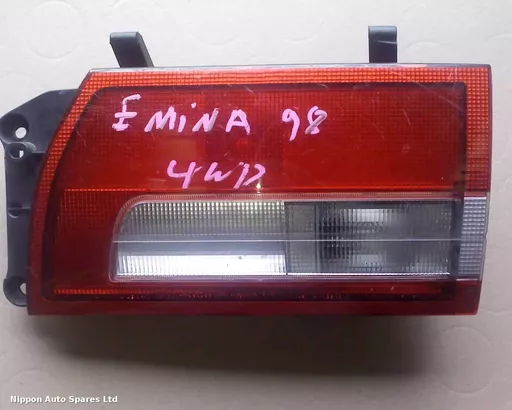 EMINA 98
4WD
Nippon Auto Spares Ltd